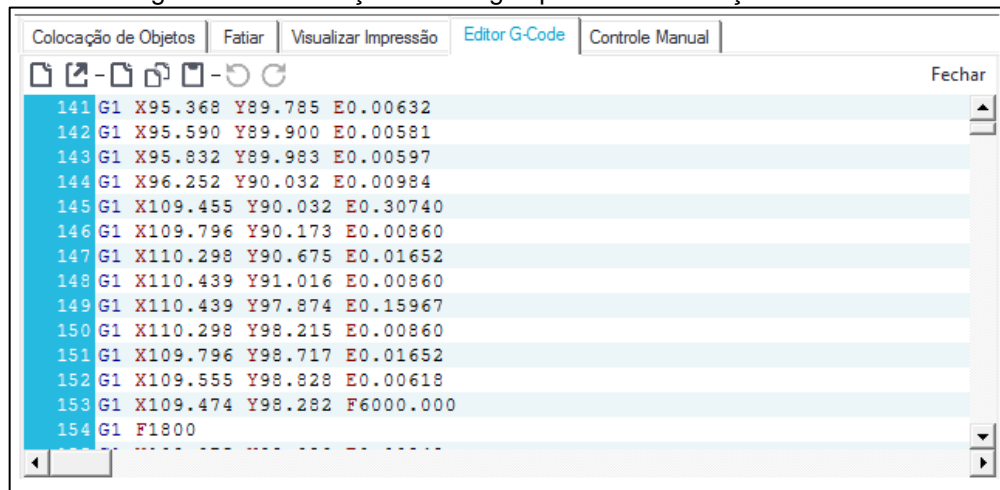 Colocação de Objetos Fatiar Visualizar Impressão Editor G-Code Controle Manual
Fechar
141 G1 X95.368 Y89.785 E0.00632
142 G1 X95.590 Y89.900 E0.00581
143 G1 X95.832 Y89.983 E0.00597
144 G1 X96.252 Y90.032 E0.00984
145 G1 X109.455 Y90.032 E0.30740
146 G1 X109.796 Y90.173 E0.00860
147 G1 X110.298 Y90.675 E0.01652
148 G1 X110.439 Y91.016 E0.00860
149 G1 X110.439 Y97.874 E0.15967
150 G1 X110.298 Y98.215 E0.00860
151 G1 X109.796 Y98.717 E0.01652
152 G1 X109.555 Y98.828 E0.00618
153 G1 X109.474 Y98.282 F6000.000
154 G1 F1800